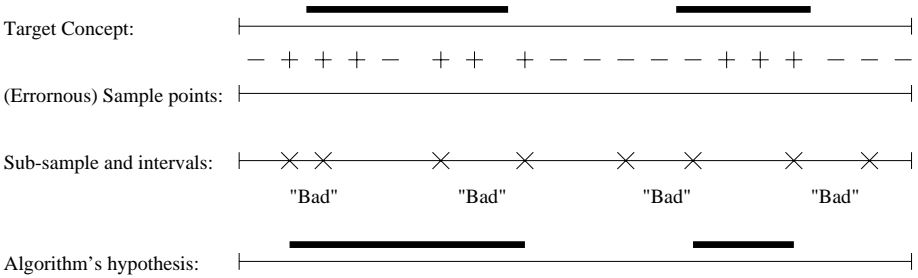 Target Concept:
− + + + − + + + − − − − − + + + − − −
(Errornous) Sample points:
Sub-sample and intervals:
"Bad" "Bad" "Bad" "Bad"
Algorithm's hypothesis: